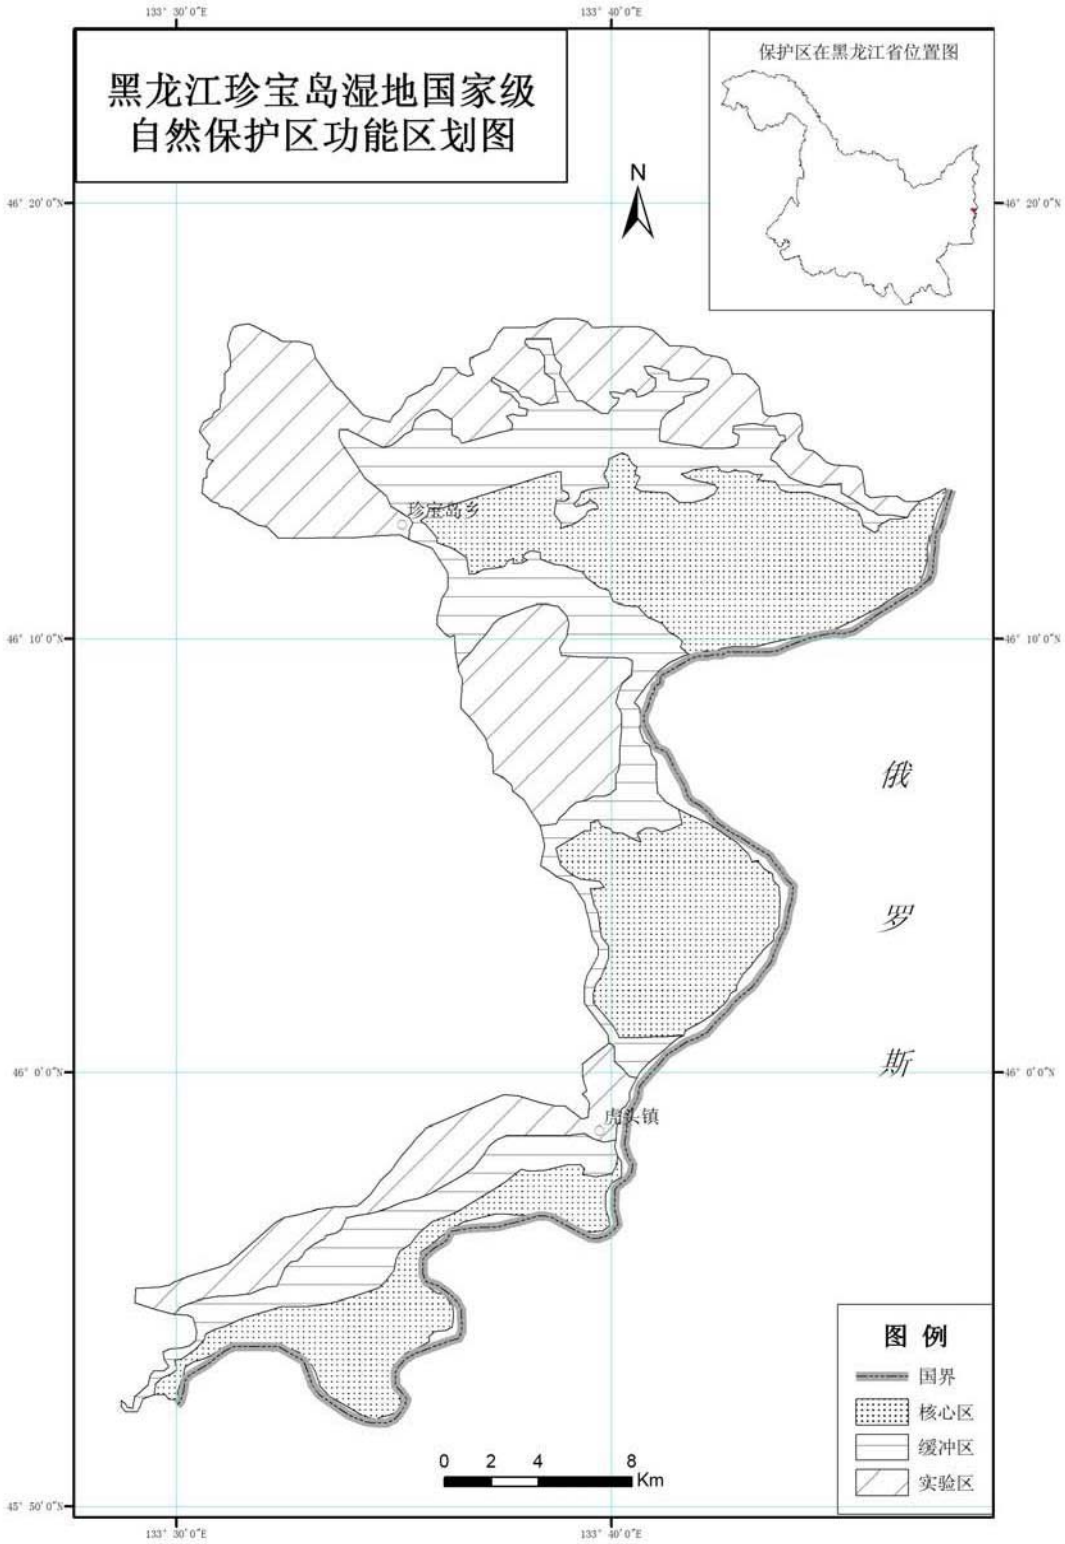 133° 30′0″E
133° 40′0″E
黑龙江珍宝岛湿地国家级
自然保护区功能区划图
保护区在黑龙江省位置图
N
46° 20′0″N
46° 20′0″N
珍宝岛乡
46° 10′0″N
46° 10′0″N
俄
罗
斯
46° 0′0″N
46° 0′0″N
虎头镇
图 例
国界
核心区
缓冲区
实验区
0 2 4 8
Km
45° 50′0″N
133° 30′0″E
133° 40′0″E